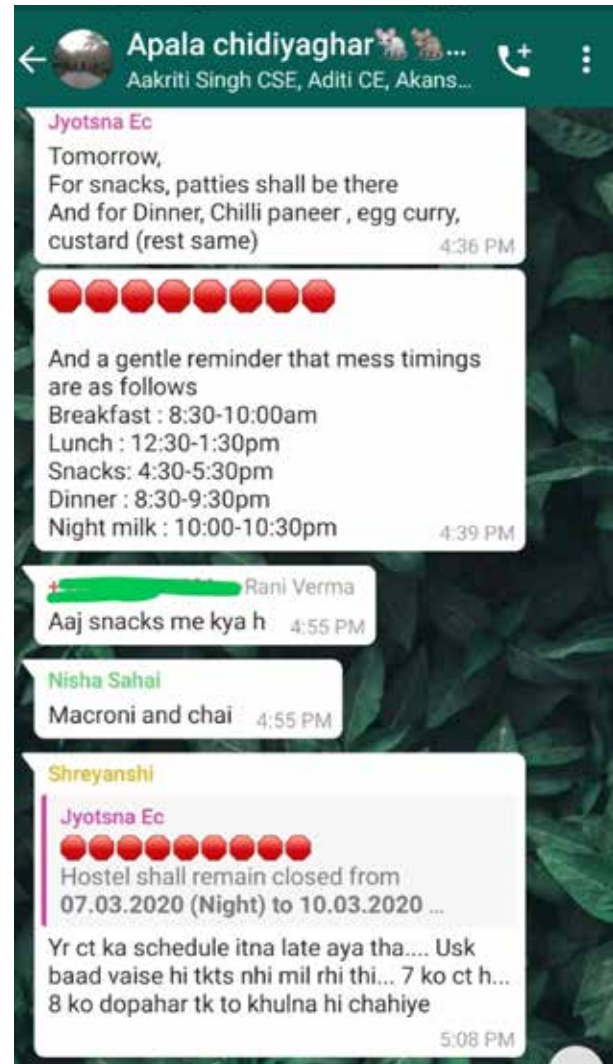 Apala chidiyaghar🐁🐿️...
Aakriti Singh CSE, Aditi CE, Akans...
Jyotsna Ec
Tomorrow,
For snacks, patties shall be there
And for Dinner, Chilli paneer , egg curry,
custard (rest same)
4:36 PM
🛑🛑🛑🛑🛑🛑🛑🛑
And a gentle reminder that mess timings
are as follows
Breakfast : 8:30-10:00am
Lunch : 12:30-1:30pm
Snacks: 4:30-5:30pm
Dinner : 8:30-9:30pm
Night milk : 10:00-10:30pm
4:39 PM
Rani Verma
Aaj snacks me kya h
4:55 PM
Nisha Sahai
Macroni and chai
4:55 PM
Shreyanshi
Jyotsna Ec
🛑🛑🛑🛑🛑🛑🛑🛑🛑
Hostel shall remain closed from
07.03.2020 (Night) to 10.03.2020 ...
Yr ct ka schedule itna late aya tha.... Usk
baad vaise hi tkts nhi mil rhi thi... 7 ko ct h...
8 ko dopahar tk to khulna hi chahiye
5:08 PM